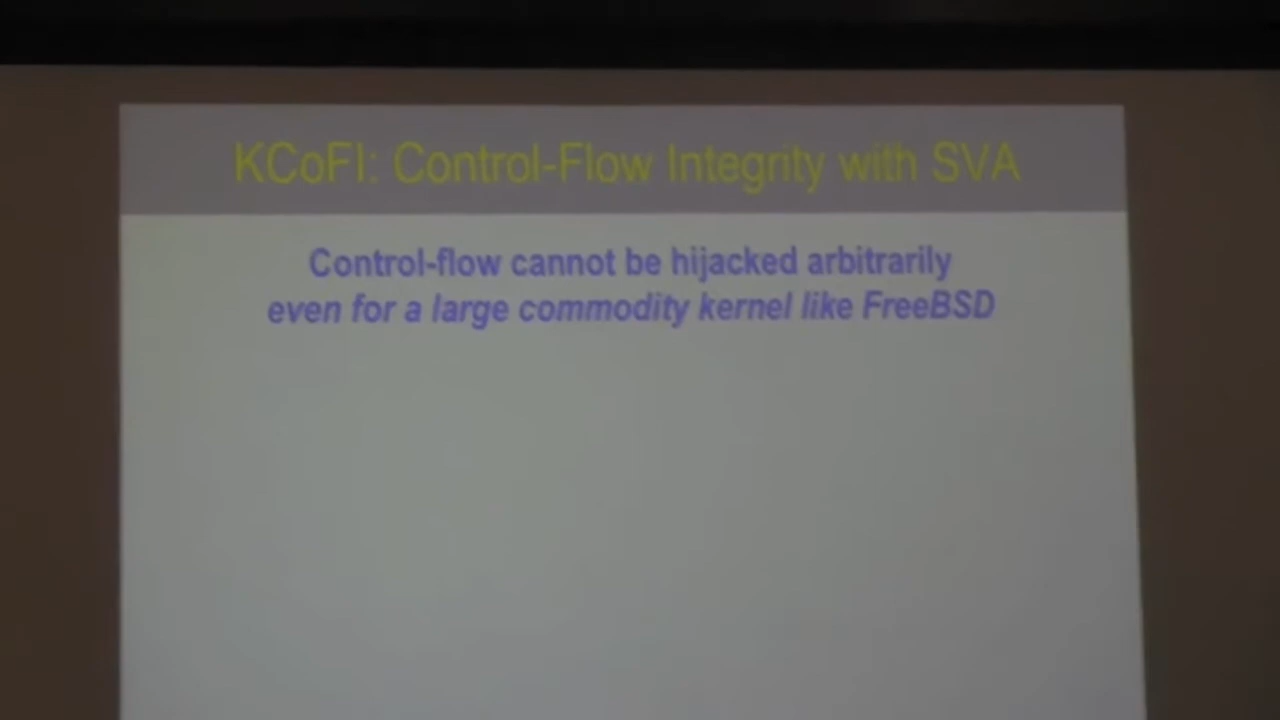 KCoFI: Control-Flow Integrity with SVA
Control-flow cannot be hijacked arbitrarily
even for a large commodity kernel like FreeBSD